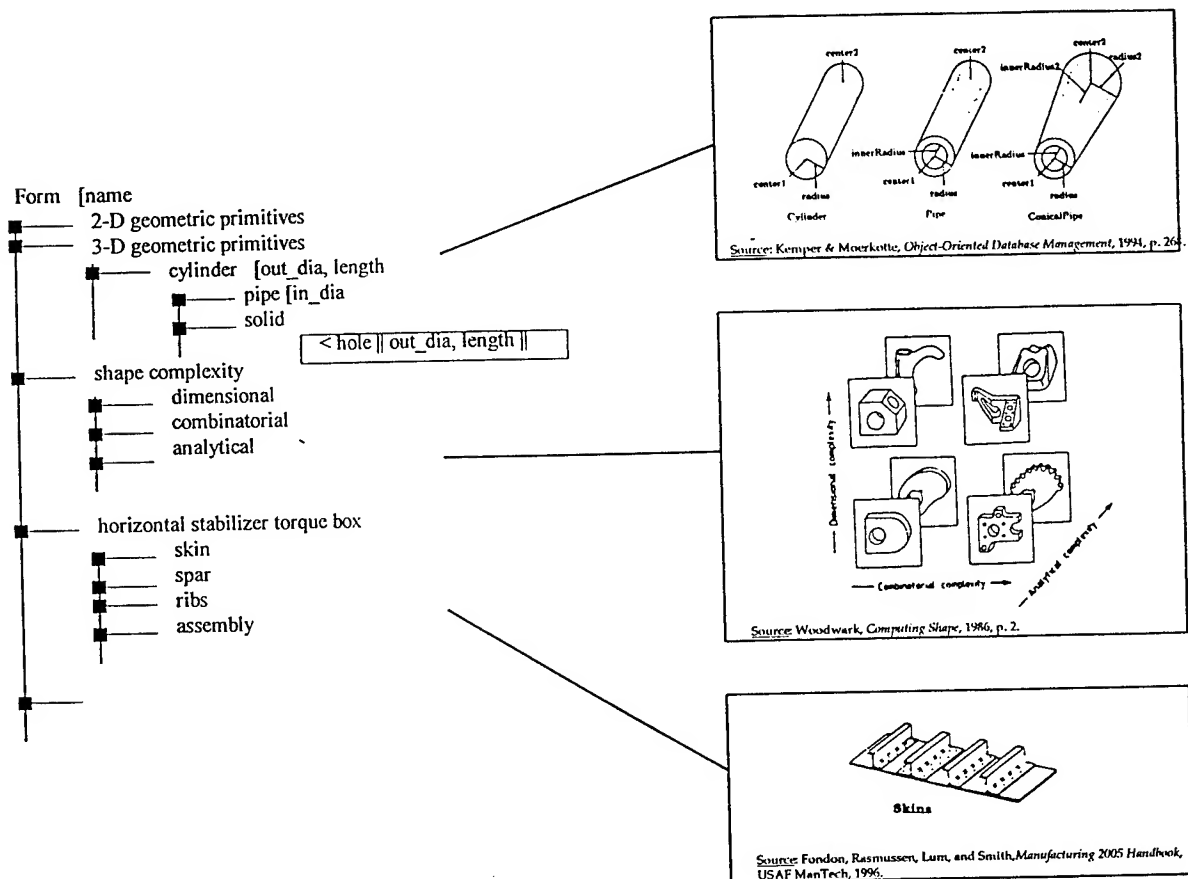 Form [name
2-D geometric primitives
3-D geometric primitives
cylinder [out_dia, length
pipe [in_dia
solid
< hole || out_dia, length ||
shape complexity
dimensional
combinatorial
analytical
horizontal stabilizer torque box
skin
spar
ribs
assembly
center2
center2
center2
radius2
innerRadius2
innerRadius
innerRadius
center1
radius
center1
radius
center1
radius
Cylinder
Pipe
ConicalPipe
Source: Kemper & Moerkotte, Object-Oriented Database Management, 1994, p.
Dimensional complexity
Combinatorial complexity
Analytical complexity
Source: Woodwark, Computing Shape, 1986, p. 2.
Skins
Source: Fondon, Rasmussen, Lum, and Smith, Manufacturing 2005 Handbook,
USAF ManTech, 1996.